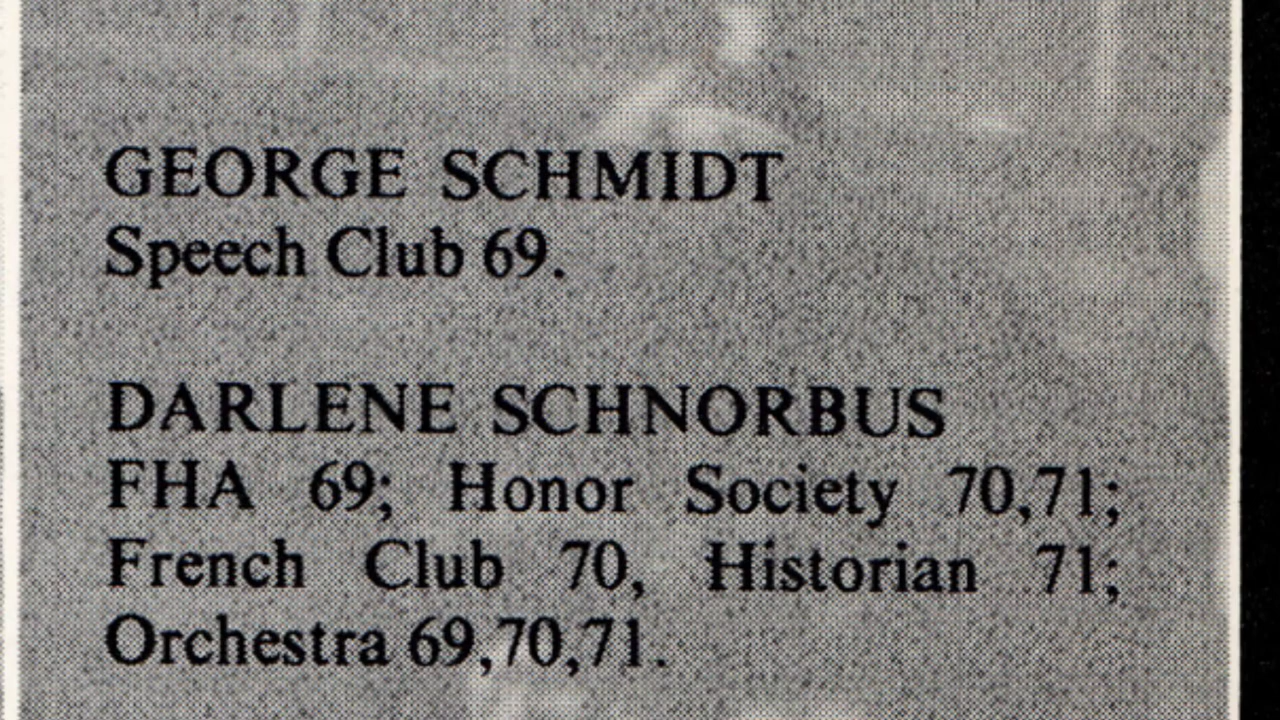 GEORGE SCHMIDT
Speech Club 69.
DARLENE SCHNORBUS
FHA 69; Honor Society 70,71;
French Club 70, Historian 71;
Orchestra 69,70,71.